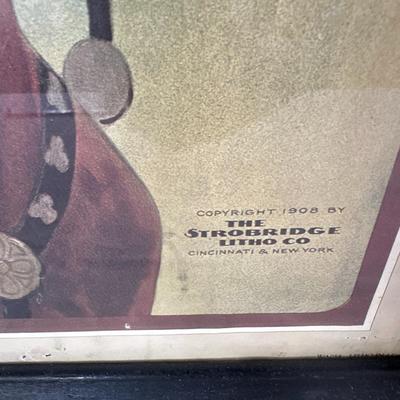 COPYRIGHT 1908 BY
THE
STROBRIDGE
LITHO CO
CINCINNATI & NEW YORK